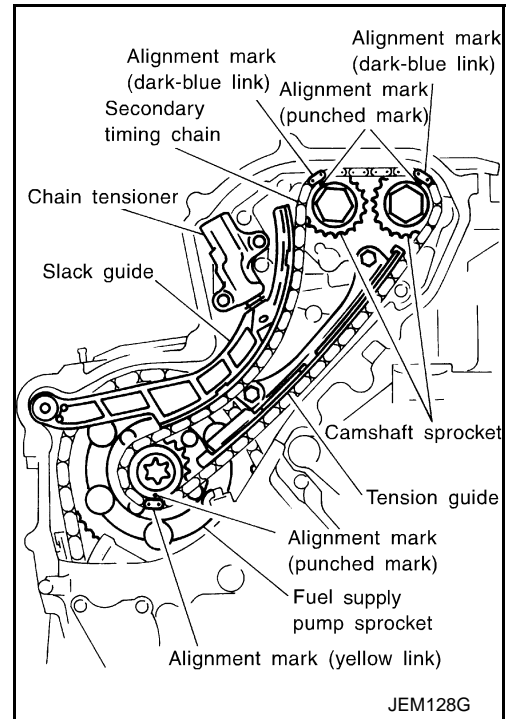 Alignment mark
(dark-blue link)
Alignment mark
(dark-blue link)
Alignment mark
(punched mark)
Secondary
timing chain
Chain tensioner
Slack guide
Camshaft sprocket
Tension guide
Alignment mark
(punched mark)
Fuel supply
pump sprocket
Alignment mark (yellow link)
JEM128G